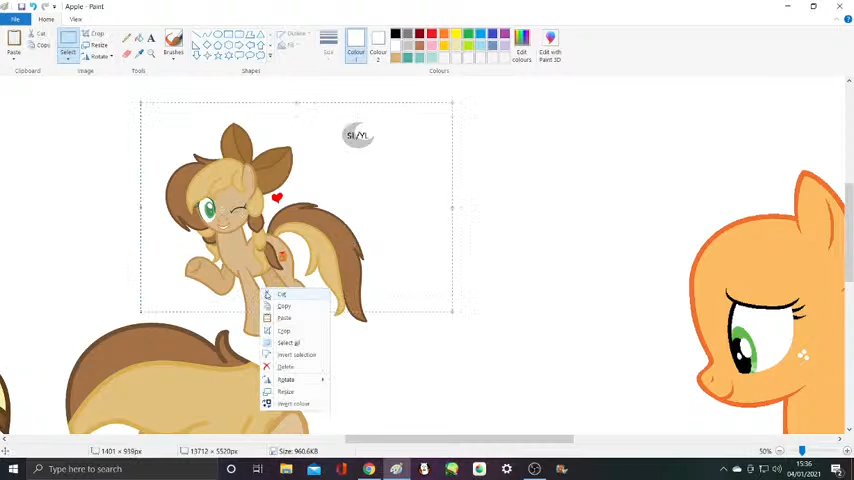 Apple - Paint
File Home View
Paste
Cut
Copy
Clipboard
Select
Crop
Resize
Rotate
Image
A
Tools
Brushes
Outline
Fill
Shapes
Size
Colour
1
Colour
2
Edit
colours
Edit with
Paint 3D
Colours
Cut
Copy
Paste
Crop
Select all
Invert selection
Delete
Rotate
Resize
Invert colour
1401 × 939px
13712 × 5520px
Size: 960.6KB
50%
Type here to search
15:36
04/01/2021